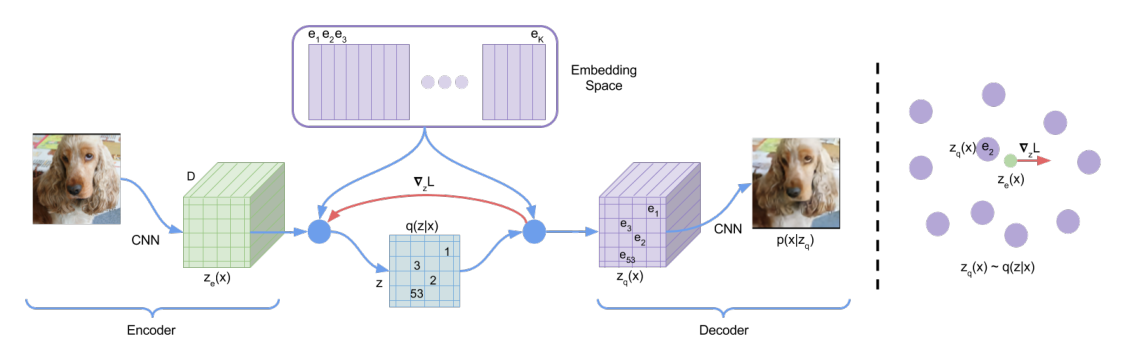 e1 e2 e3
eK
Embedding
Space
D
CNN
ze(x)
Encoder
∇zL
q(z|x)
z
1
3
2
53
e1
e3
e2
e53
zq(x)
CNN
p(x|zq)
Decoder
zq(x)
e2
∇zL
ze(x)
zq(x) ~ q(z|x)